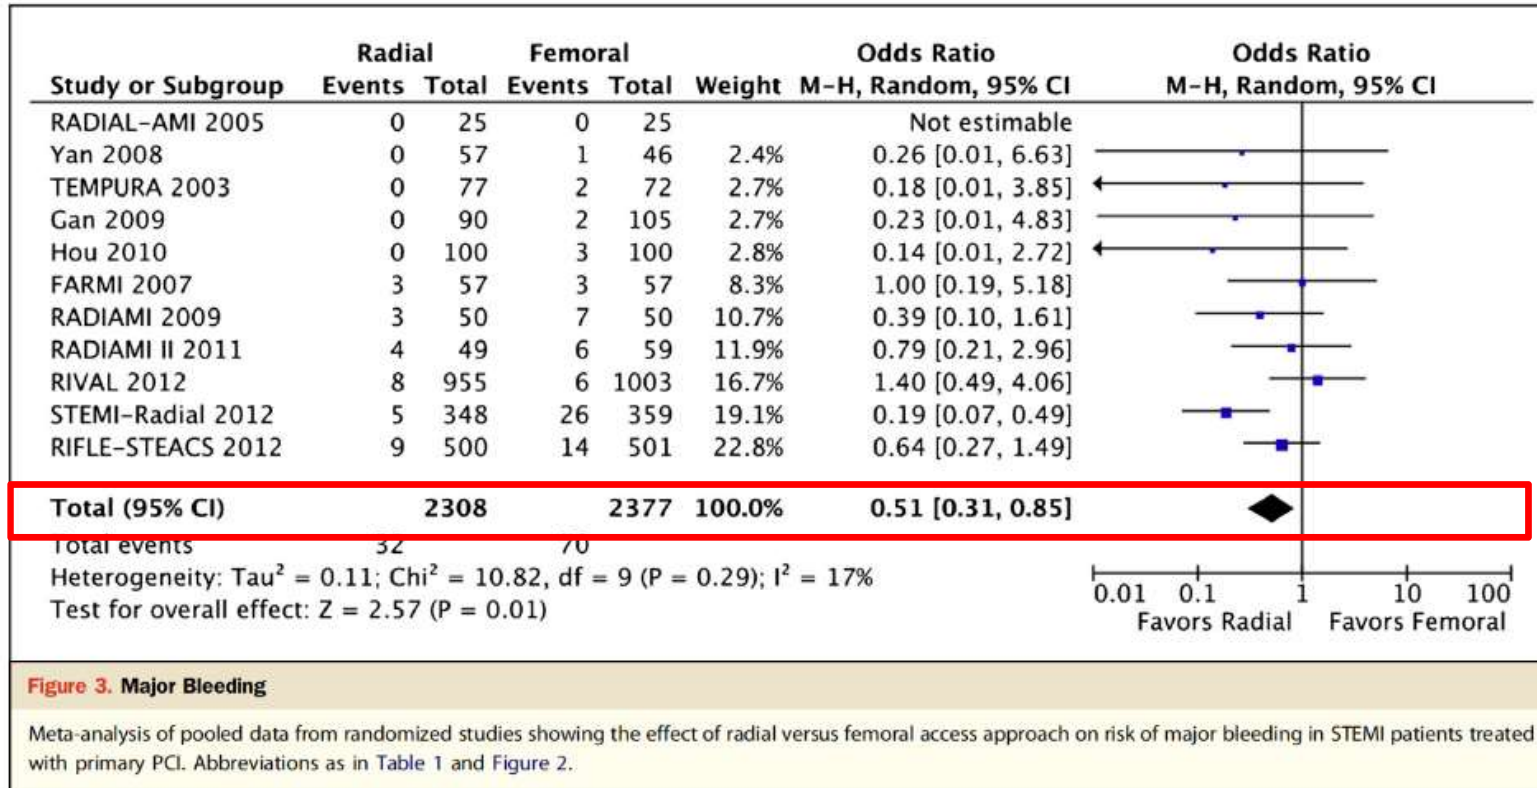 Radial Femoral Odds Ratio Odds Ratio
Study or Subgroup Events Total Events Total Weight M-H, Random, 95% CI M-H, Random, 95% CI
RADIAL-AMI 2005 0 25 0 25 Not estimable
Yan 2008 0 57 1 46 2.4% 0.26 [0.01, 6.63]
TEMPURA 2003 0 77 2 72 2.7% 0.18 [0.01, 3.85]
Gan 2009 0 90 2 105 2.7% 0.23 [0.01, 4.83]
Hou 2010 0 100 3 100 2.8% 0.14 [0.01, 2.72]
FARMI 2007 3 57 3 57 8.3% 1.00 [0.19, 5.18]
RADIAMI 2009 3 50 7 50 10.7% 0.39 [0.10, 1.61]
RADIAMI II 2011 4 49 6 59 11.9% 0.79 [0.21, 2.96]
RIVAL 2012 8 955 6 1003 16.7% 1.40 [0.49, 4.06]
STEMI-Radial 2012 5 348 26 359 19.1% 0.19 [0.07, 0.49]
RIFLE-STEACS 2012 9 500 14 501 22.8% 0.64 [0.27, 1.49]
Total (95% CI) 2308 2377 100.0% 0.51 [0.31, 0.85]
Total events 32 70
Heterogeneity: Tau² = 0.11; Chi² = 10.82, df = 9 (P = 0.29); I² = 17%
Test for overall effect: Z = 2.57 (P = 0.01)
0.01 0.1 1 10 100
Favors Radial Favors Femoral
Figure 3. Major Bleeding
Meta-analysis of pooled data from randomized studies showing the effect of radial versus femoral access approach on risk of major bleeding in STEMI patients treated
with primary PCI. Abbreviations as in Table 1 and Figure 2.